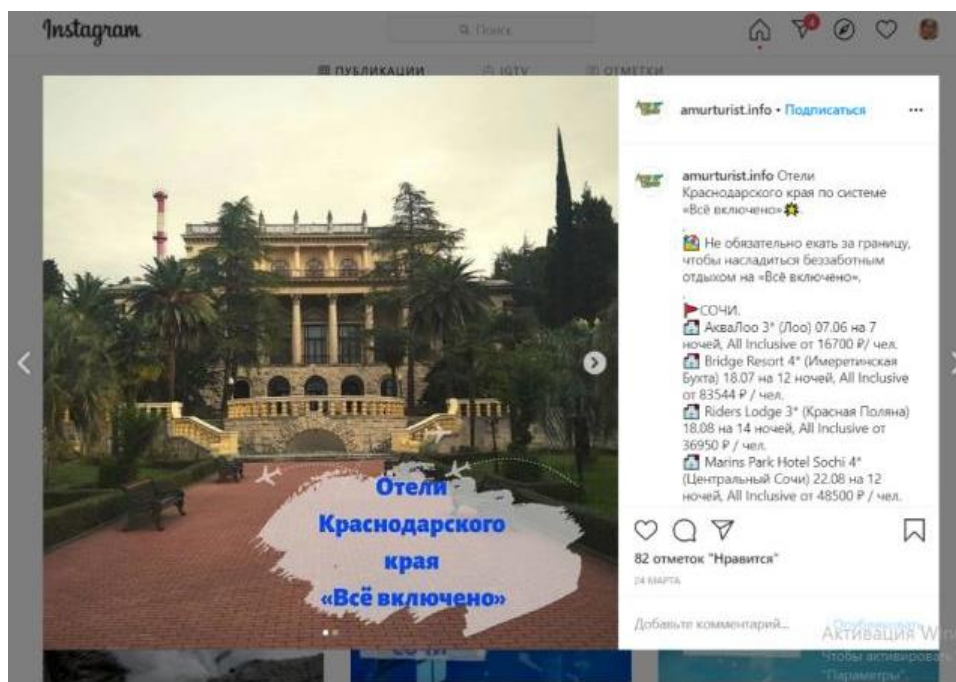 Instagram
Поиск
4
ПУБЛИКАЦИИ
IGTV
ОТМЕТКИ
amurturist.info • Подписаться
amurturist.info Отели
Краснодарского края по системе
«Всё включено»
.
Не обязательно ехать за границу,
чтобы насладиться беззаботным
отдыхом на «Всё включено».
.
СОЧИ.
АкваЛоо 3* (Лоо) 07.06 на 7
ночей, All Inclusive от 16700 ₽/ чел.
Bridge Resort 4* (Имеретинская
Бухта) 18.07 на 12 ночей, All Inclusive
от 83544 ₽ / чел.
Riders Lodge 3* (Красная Поляна)
18.08 на 14 ночей, All Inclusive от
36950 ₽ / чел.
Marins Park Hotel Sochi 4*
(Центральный Сочи) 22.08 на 12
ночей, All Inclusive от 48500 ₽ / чел.
Отели
Краснодарского
края
«Всё включено»
82 отметок "Нравится"
24 МАРТА
Добавьте комментарий...
Опубликовать
Активация Win
Чтобы активировать
"Параметры".
СОЧИ